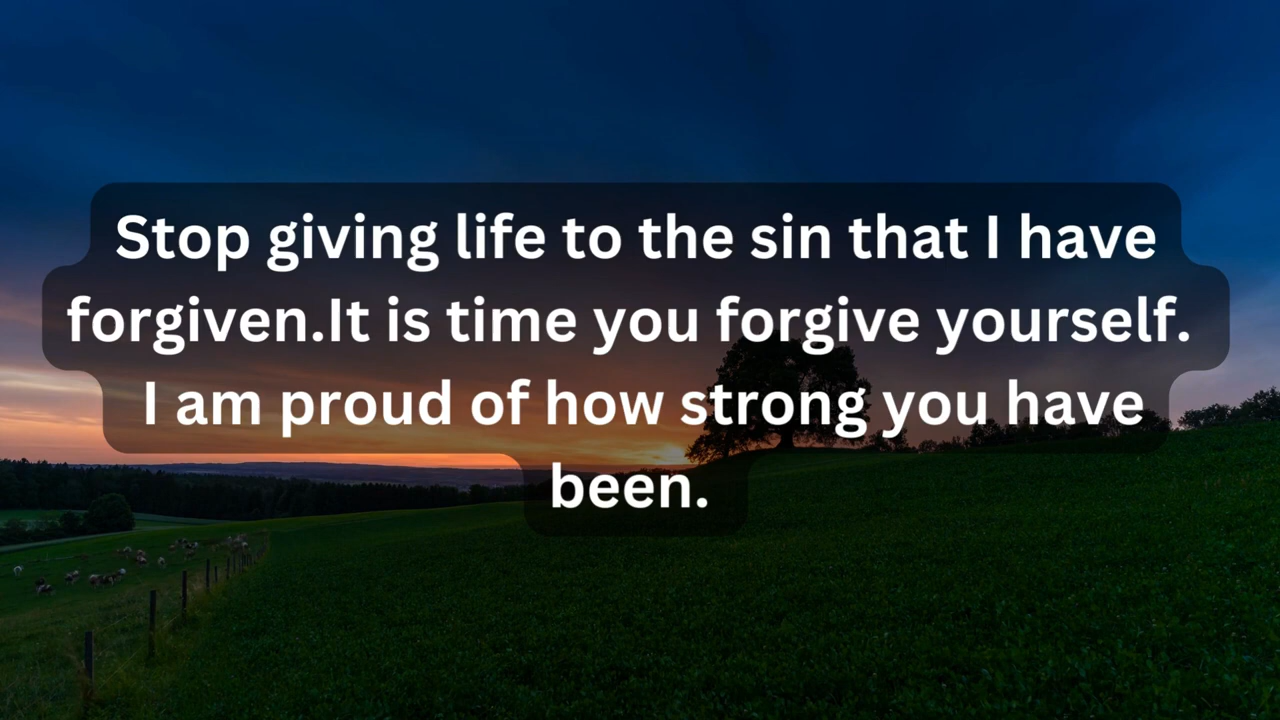 Stop giving life to the sin that I have
forgiven.It is time you forgive yourself.
I am proud of how strong you have
been.